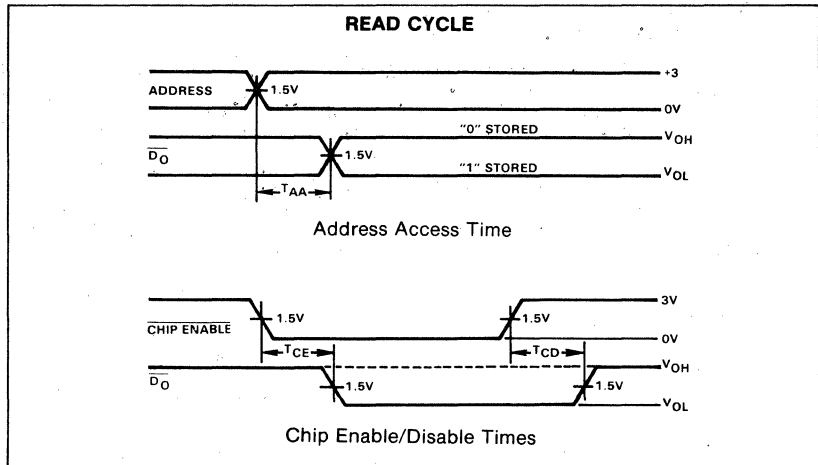 READ CYCLE
+3
ADDRESS
1.5V
0V
"0" STORED
VOH
DO
1.5V
"1" STORED
VOL
TAA
Address Access Time
3V
1.5V
1.5V
CHIP ENABLE
0V
TCE
TCD
VOH
DO
1.5V
1.5V
VOL
Chip Enable/Disable Times